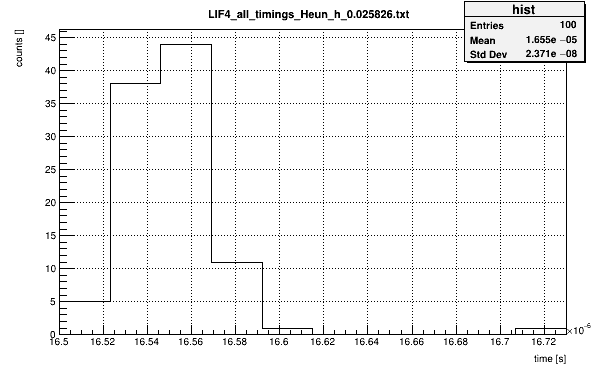 LIF4_all_timings_Heun_h_0.025826.txt
hist
Entries 100
Mean 1.655e −05
Std Dev 2.371e −08
counts []
45
40
35
30
25
20
15
10
5
0
16.5 16.52 16.54 16.56 16.58 16.6 16.62 16.64 16.66 16.68 16.7 16.72
×10⁻⁶
time [s]